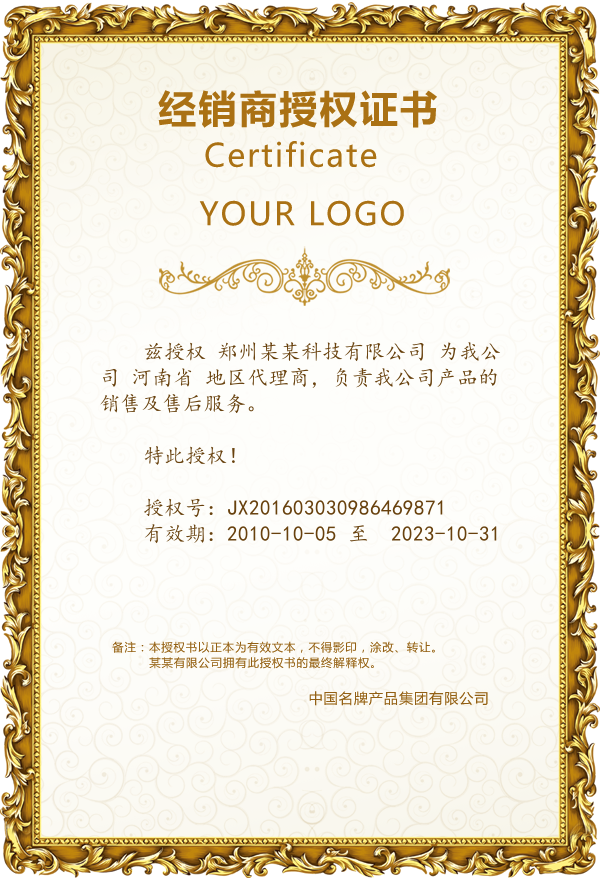 经销商授权证书
Certificate
YOUR LOGO
兹授权 郑州某某科技有限公司 为我公
司 河南省 地区代理商，负责我公司产品的
销售及售后服务。
特此授权！
授权号：JX201603030986469871
有效期：2010-10-05 至 2023-10-31
备注：本授权书以正本为有效文本，不得影印，涂改、转让。
某某有限公司拥有此授权书的最终解释权。
中国名牌产品集团有限公司